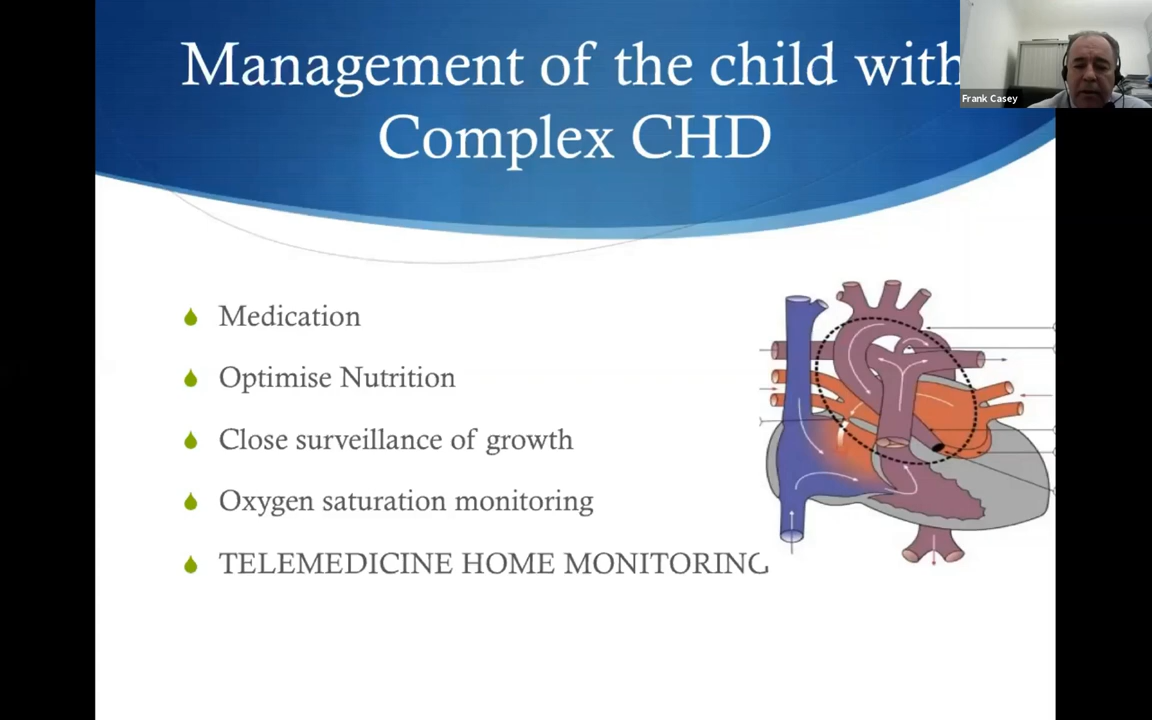 Management of the child with
Complex CHD
Frank Casey
Medication
Optimise Nutrition
Close surveillance of growth
Oxygen saturation monitoring
TELEMEDICINE HOME MONITORING